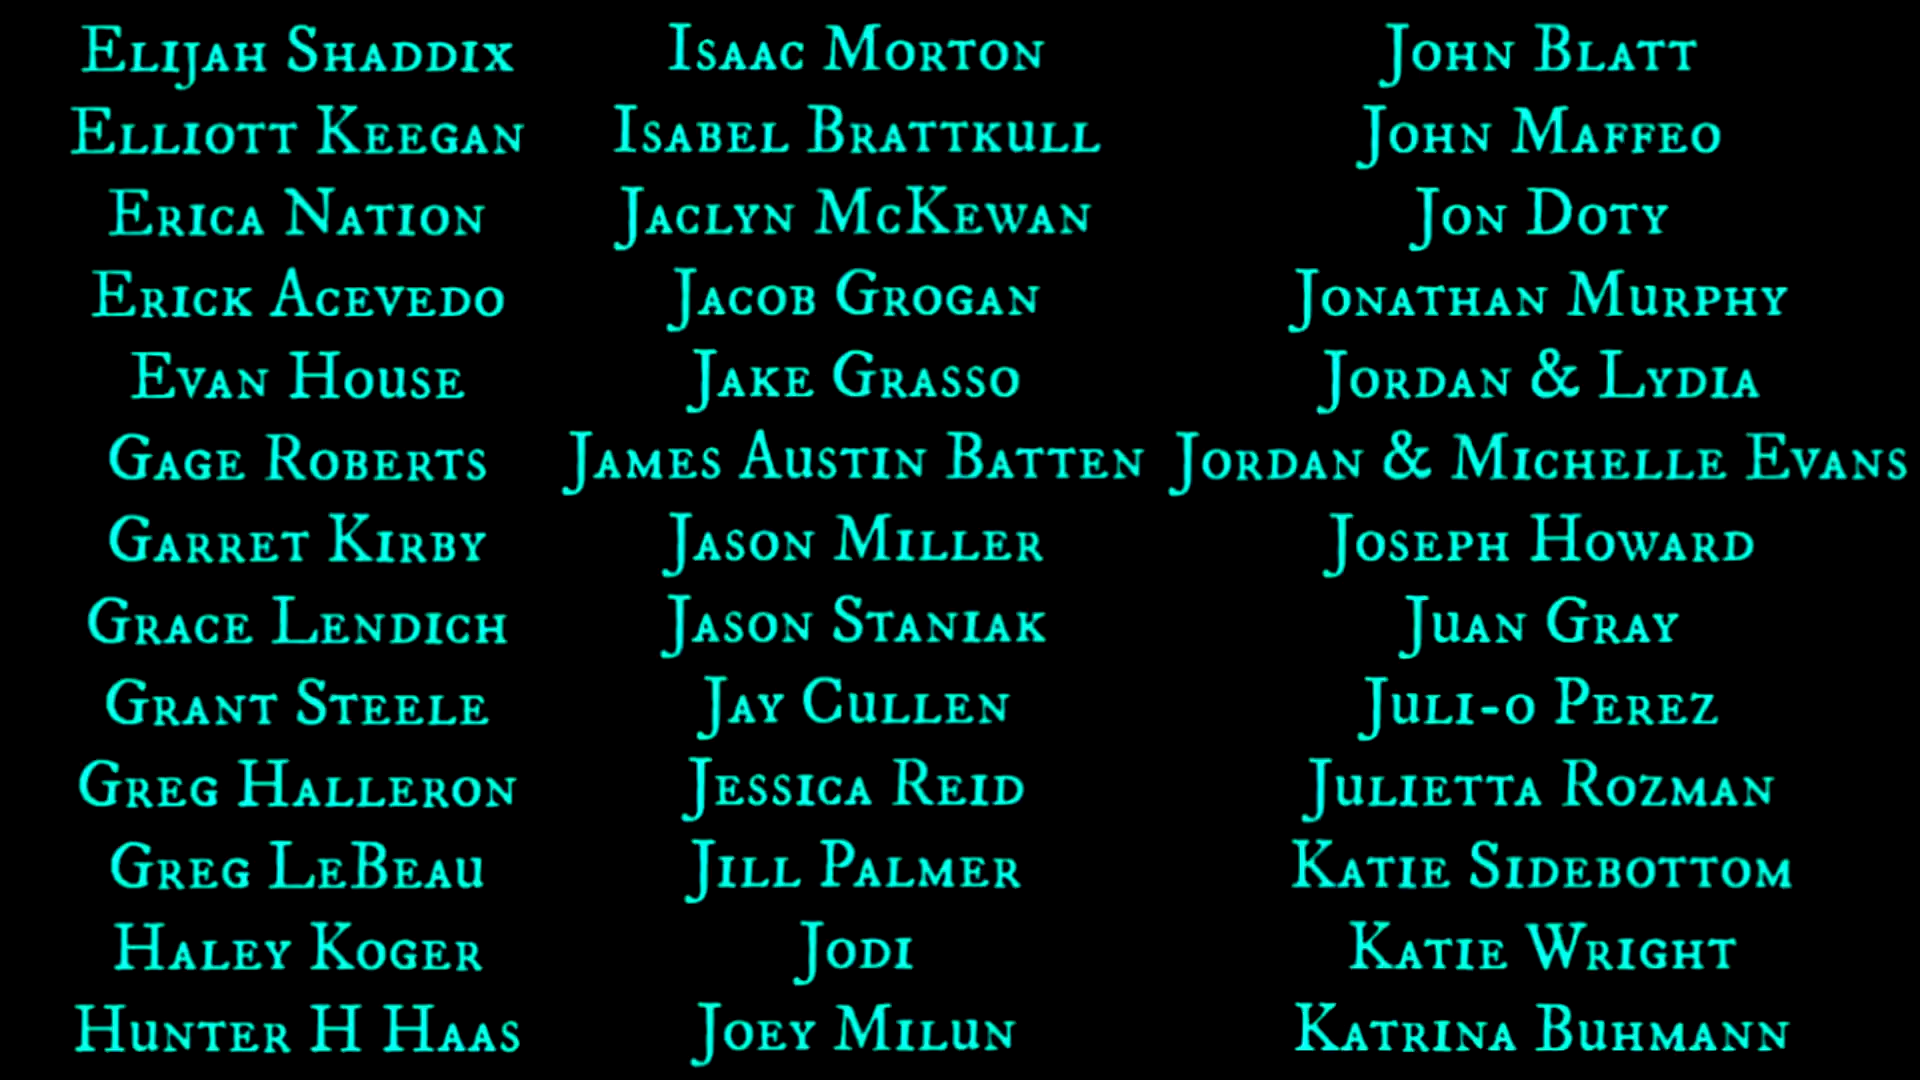 Elijah Shaddix
Elliott Keegan
Erica Nation
Erick Acevedo
Evan House
Gage Roberts
Garret Kirby
Grace Lendich
Grant Steele
Greg Halleron
Greg LeBeau
Haley Koger
Hunter H Haas
Isaac Morton
Isabel Brattkull
Jaclyn McKewan
Jacob Grogan
Jake Grasso
James Austin Batten
Jason Miller
Jason Staniak
Jay Cullen
Jessica Reid
Jill Palmer
Jodi
Joey Milun
John Blatt
John Maffeo
Jon Doty
Jonathan Murphy
Jordan & Lydia
Jordan & Michelle Evans
Joseph Howard
Juan Gray
Juli-o Perez
Julietta Rozman
Katie Sidebottom
Katie Wright
Katrina Buhmann